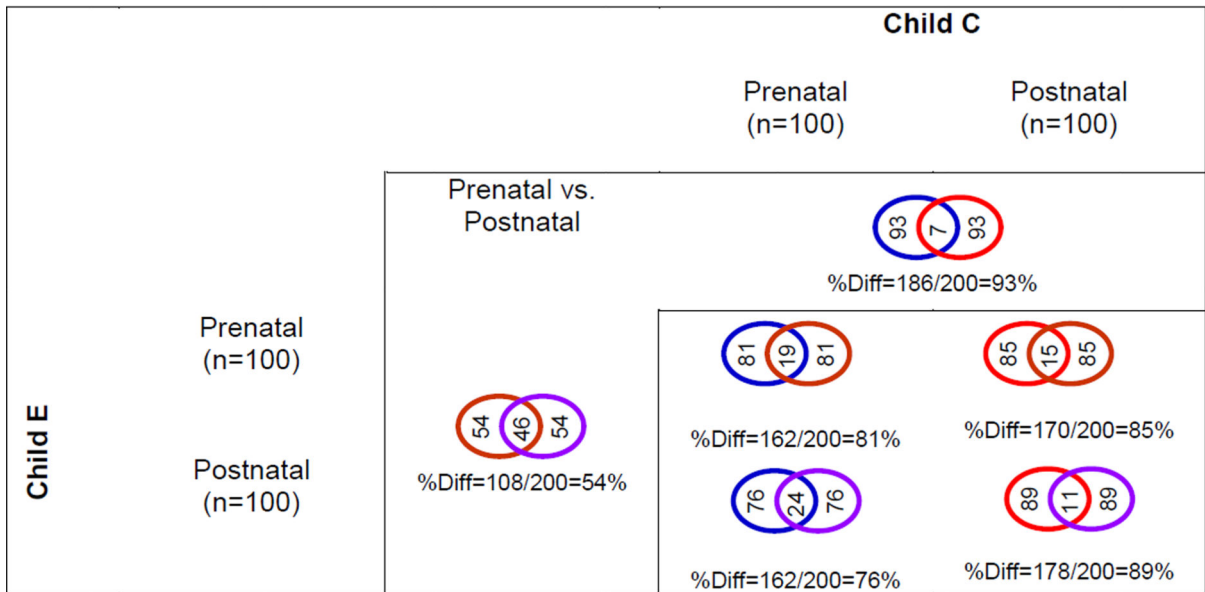 Child C
Prenatal
(n=100)
Postnatal
(n=100)
Prenatal vs.
Postnatal
93 7 93
%Diff=186/200=93%
Child E
Prenatal
(n=100)
Postnatal
(n=100)
54 46 54
%Diff=108/200=54%
81 19 81
%Diff=162/200=81%
85 15 85
%Diff=170/200=85%
76 24 76
%Diff=162/200=76%
89 11 89
%Diff=178/200=89%